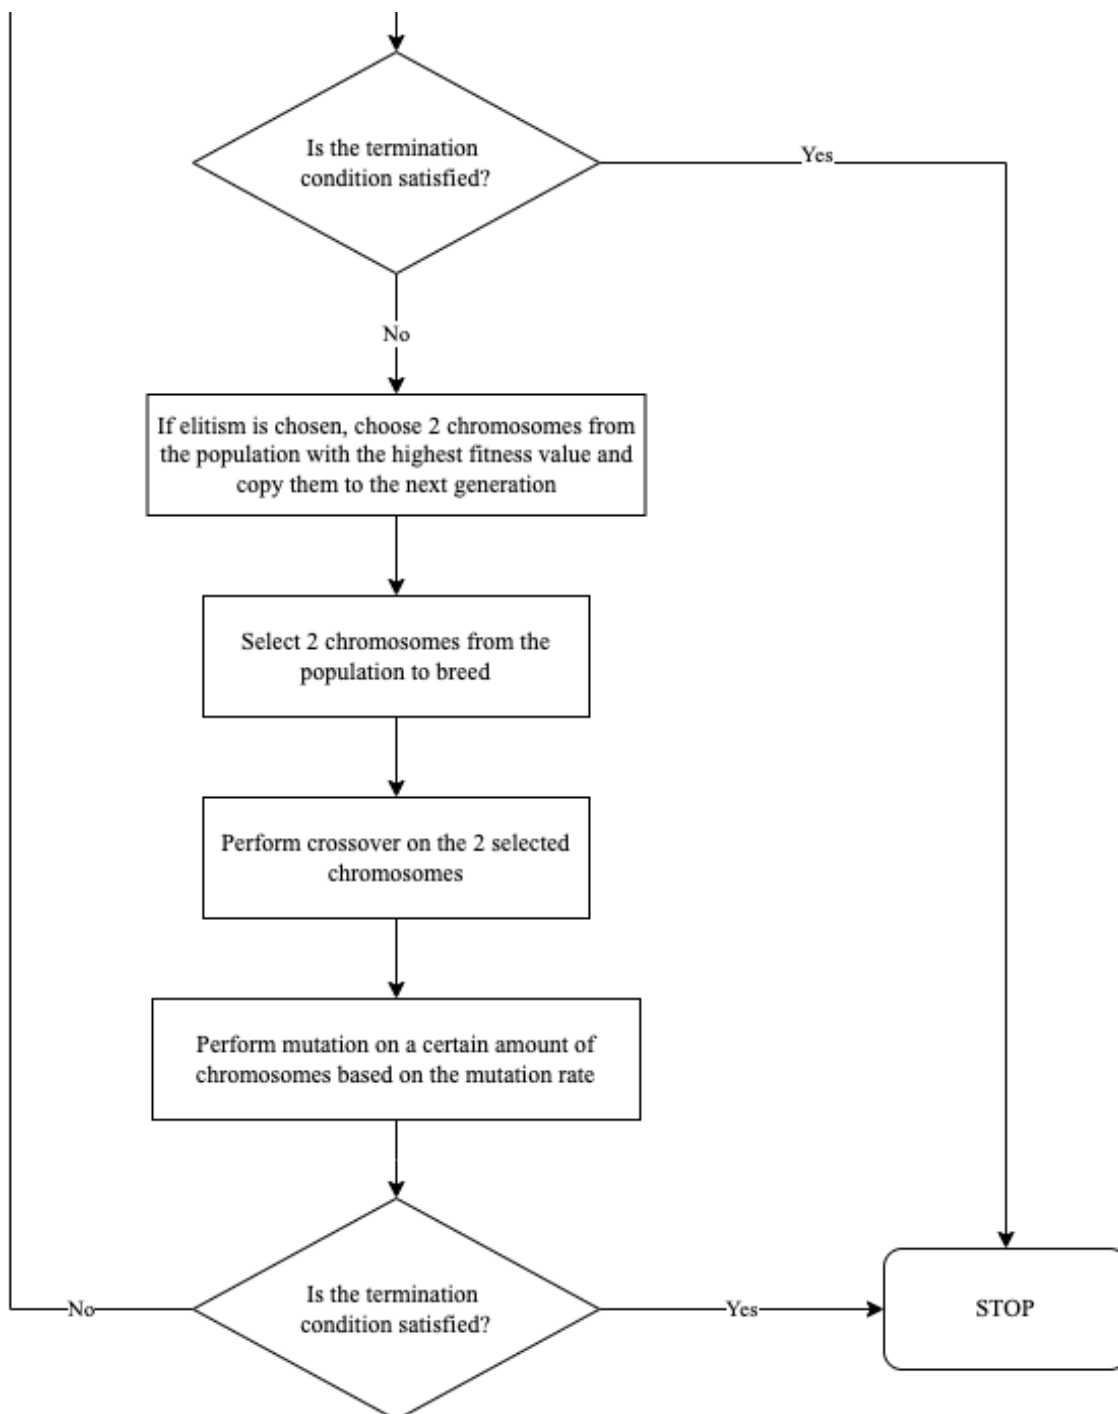 Is the termination
condition satisfied?
Yes
No
If elitism is chosen, choose 2 chromosomes from
the population with the highest fitness value and
copy them to the next generation
Select 2 chromosomes from the
population to breed
Perform crossover on the 2 selected
chromosomes
Perform mutation on a certain amount of
chromosomes based on the mutation rate
Is the termination
condition satisfied?
No
Yes
STOP